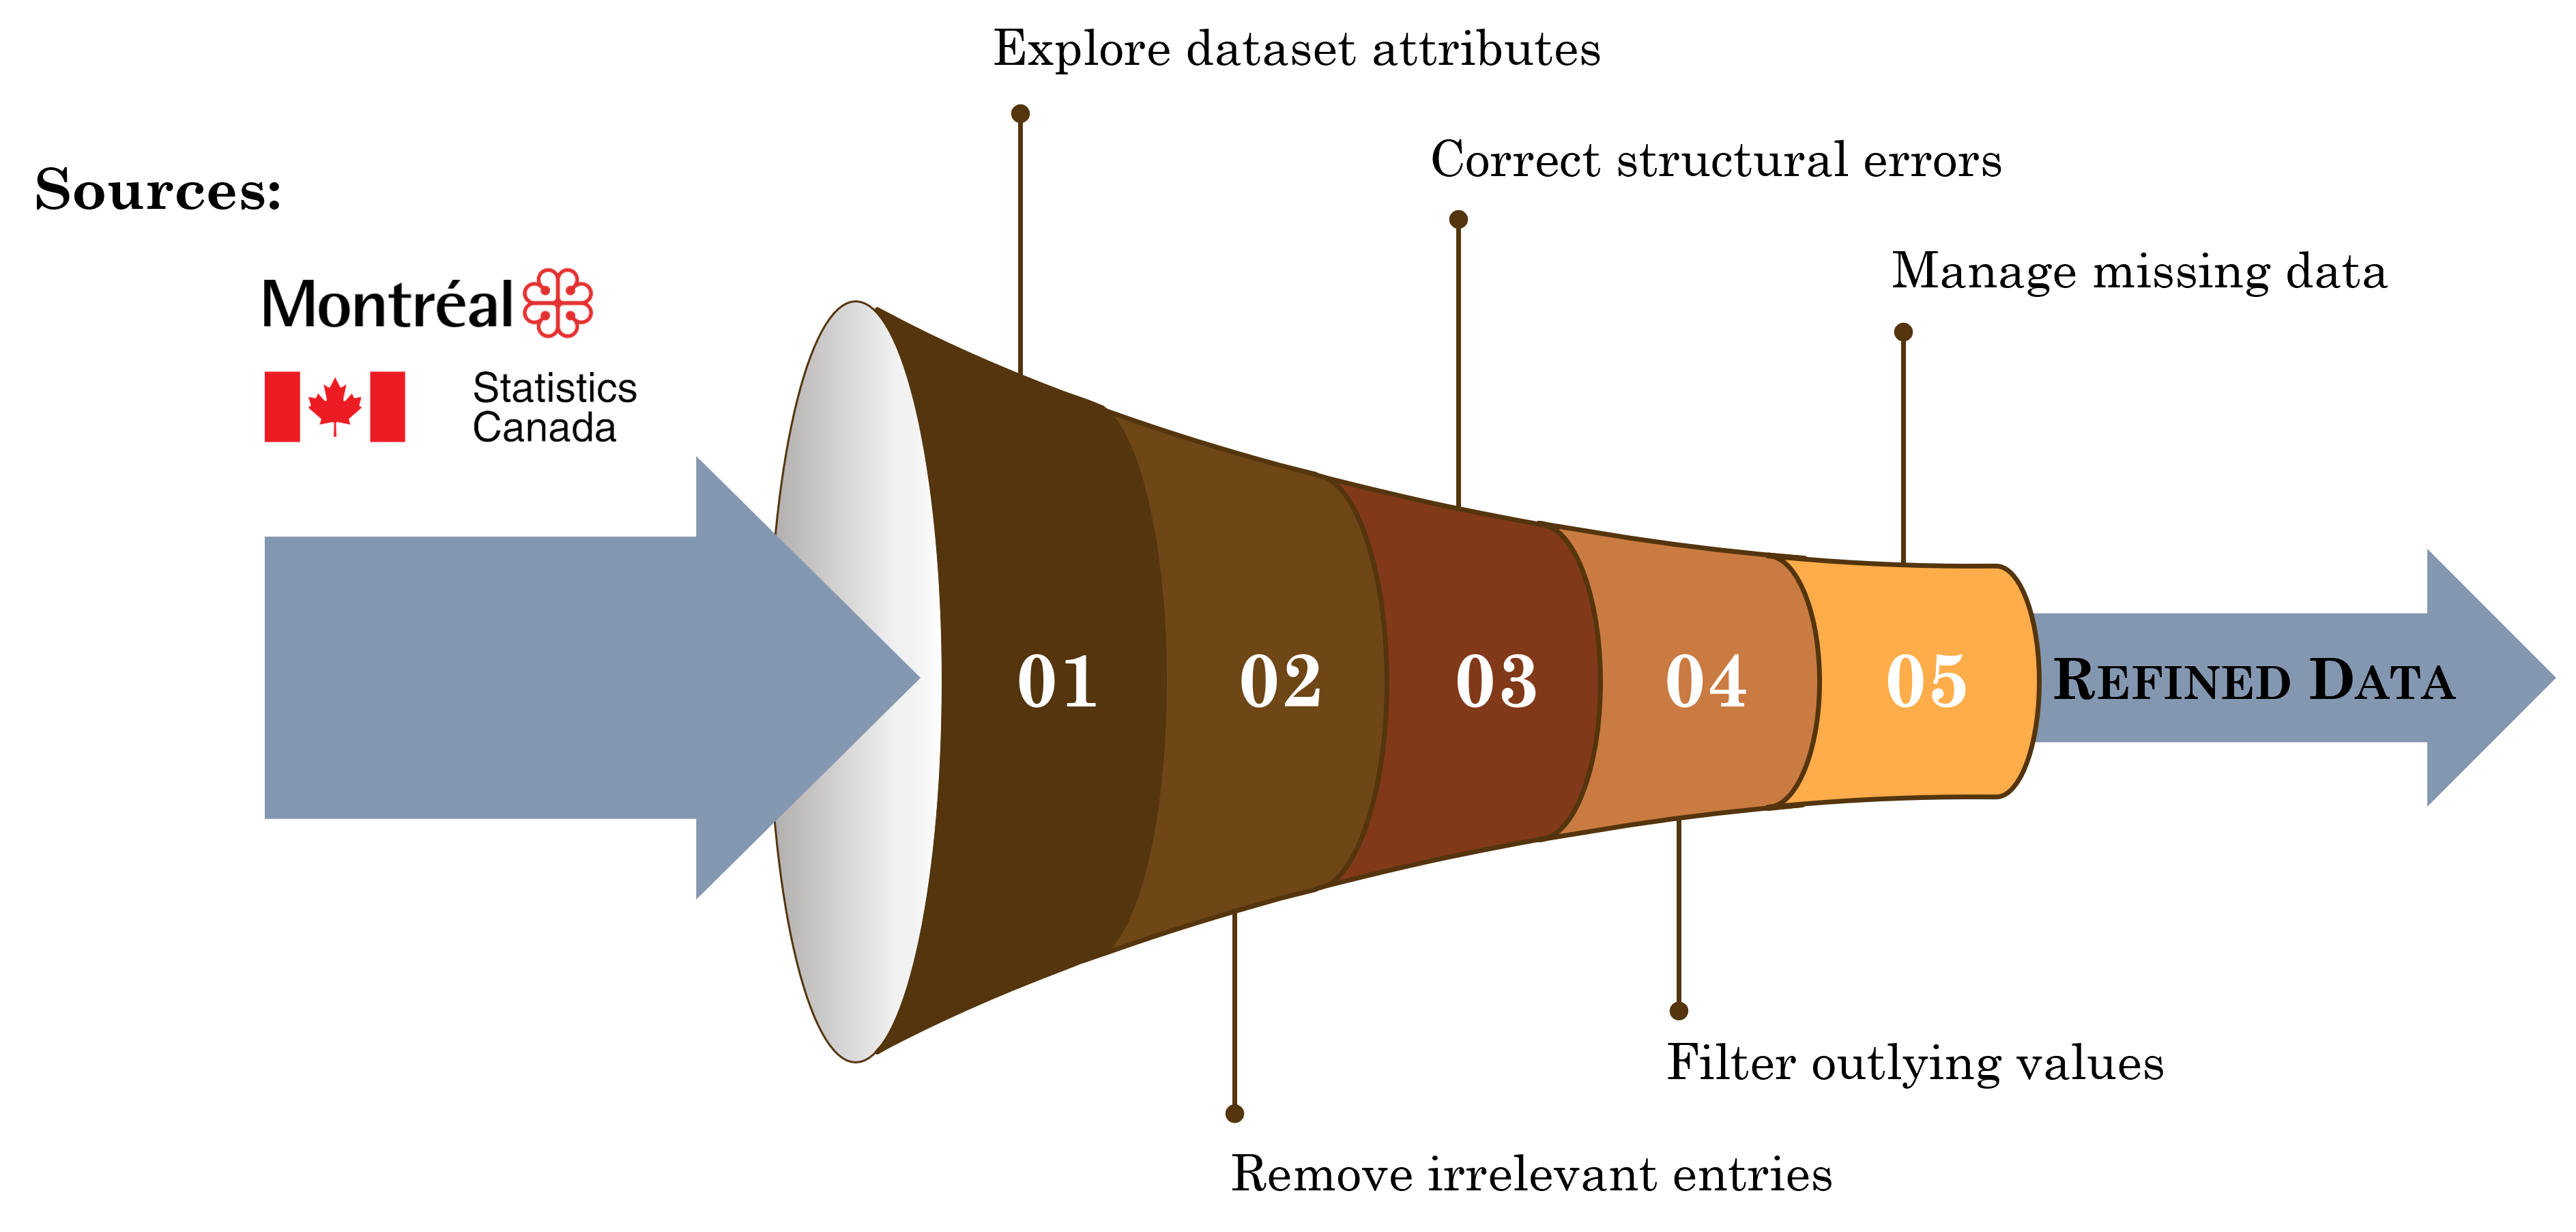 Explore dataset attributes
Correct structural errors
Sources:
Manage missing data
Montréal
Statistics
Canada
01
02
03
04
05
REFINED DATA
Filter outlying values
Remove irrelevant entries